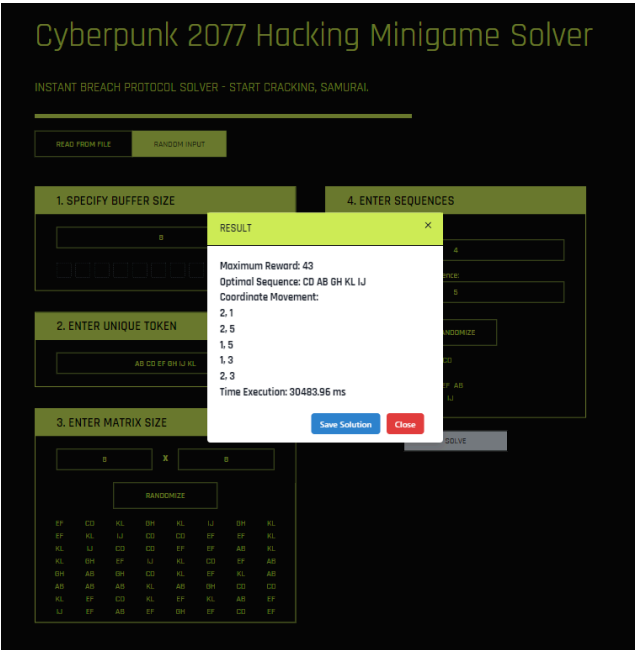 Cyberpunk 2077 Hacking Minigame Solver
INSTANT BREACH PROTOCOL SOLVER - START CRACKING, SAMURAI.
READ FROM FILE
RANDOM INPUT
1. SPECIFY BUFFER SIZE
8
2. ENTER UNIQUE TOKEN
AB CD EF GH IJ KL
3. ENTER MATRIX SIZE
8 X 8
RANDOMIZE
EF CD KL GH KL IJ GH KL
EF KL IJ CD CD EF EF KL
KL IJ CD CD EF EF AB KL
KL GH EF IJ KL CD EF AB
GH AB GH CD KL EF KL AB
AB AB AB KL AB GH CD CD
KL EF CD KL EF KL AB EF
IJ EF AB EF GH EF CD EF
4. ENTER SEQUENCES
4
ence:
5
NDOMIZE
CD
EF AB
IJ
SOLVE
RESULT ×
Maximum Reward: 43
Optimal Sequence: CD AB GH KL IJ
Coordinate Movement:
2, 1
2, 5
1, 5
1, 3
2, 3
Time Execution: 30483.96 ms
Save Solution
Close